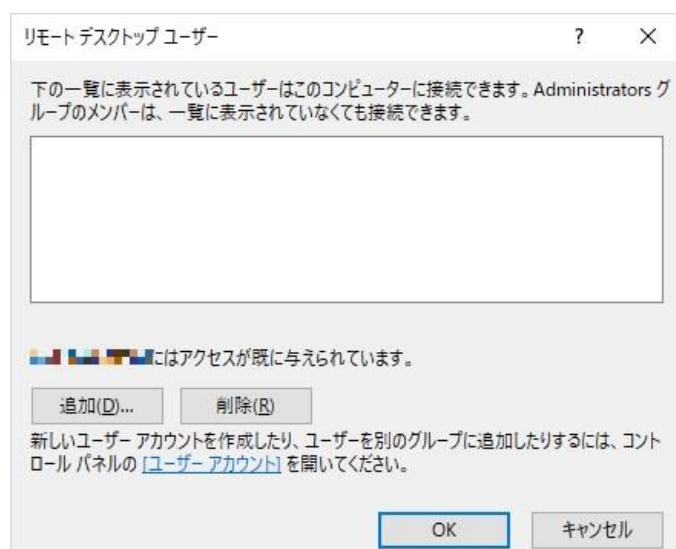 リモート デスクトップ ユーザー
?
×
下の一覧に表示されているユーザーはこのコンピューターに接続できます。Administrators グ
ループのメンバーは、一覧に表示されていなくても接続できます。
にはアクセスが既に与えられています。
追加(D)...
削除(R)
新しいユーザー アカウントを作成したり、ユーザーを別のグループに追加したりするには、コント
ロール パネルの [ユーザー アカウント] を開いてください。
OK
キャンセル